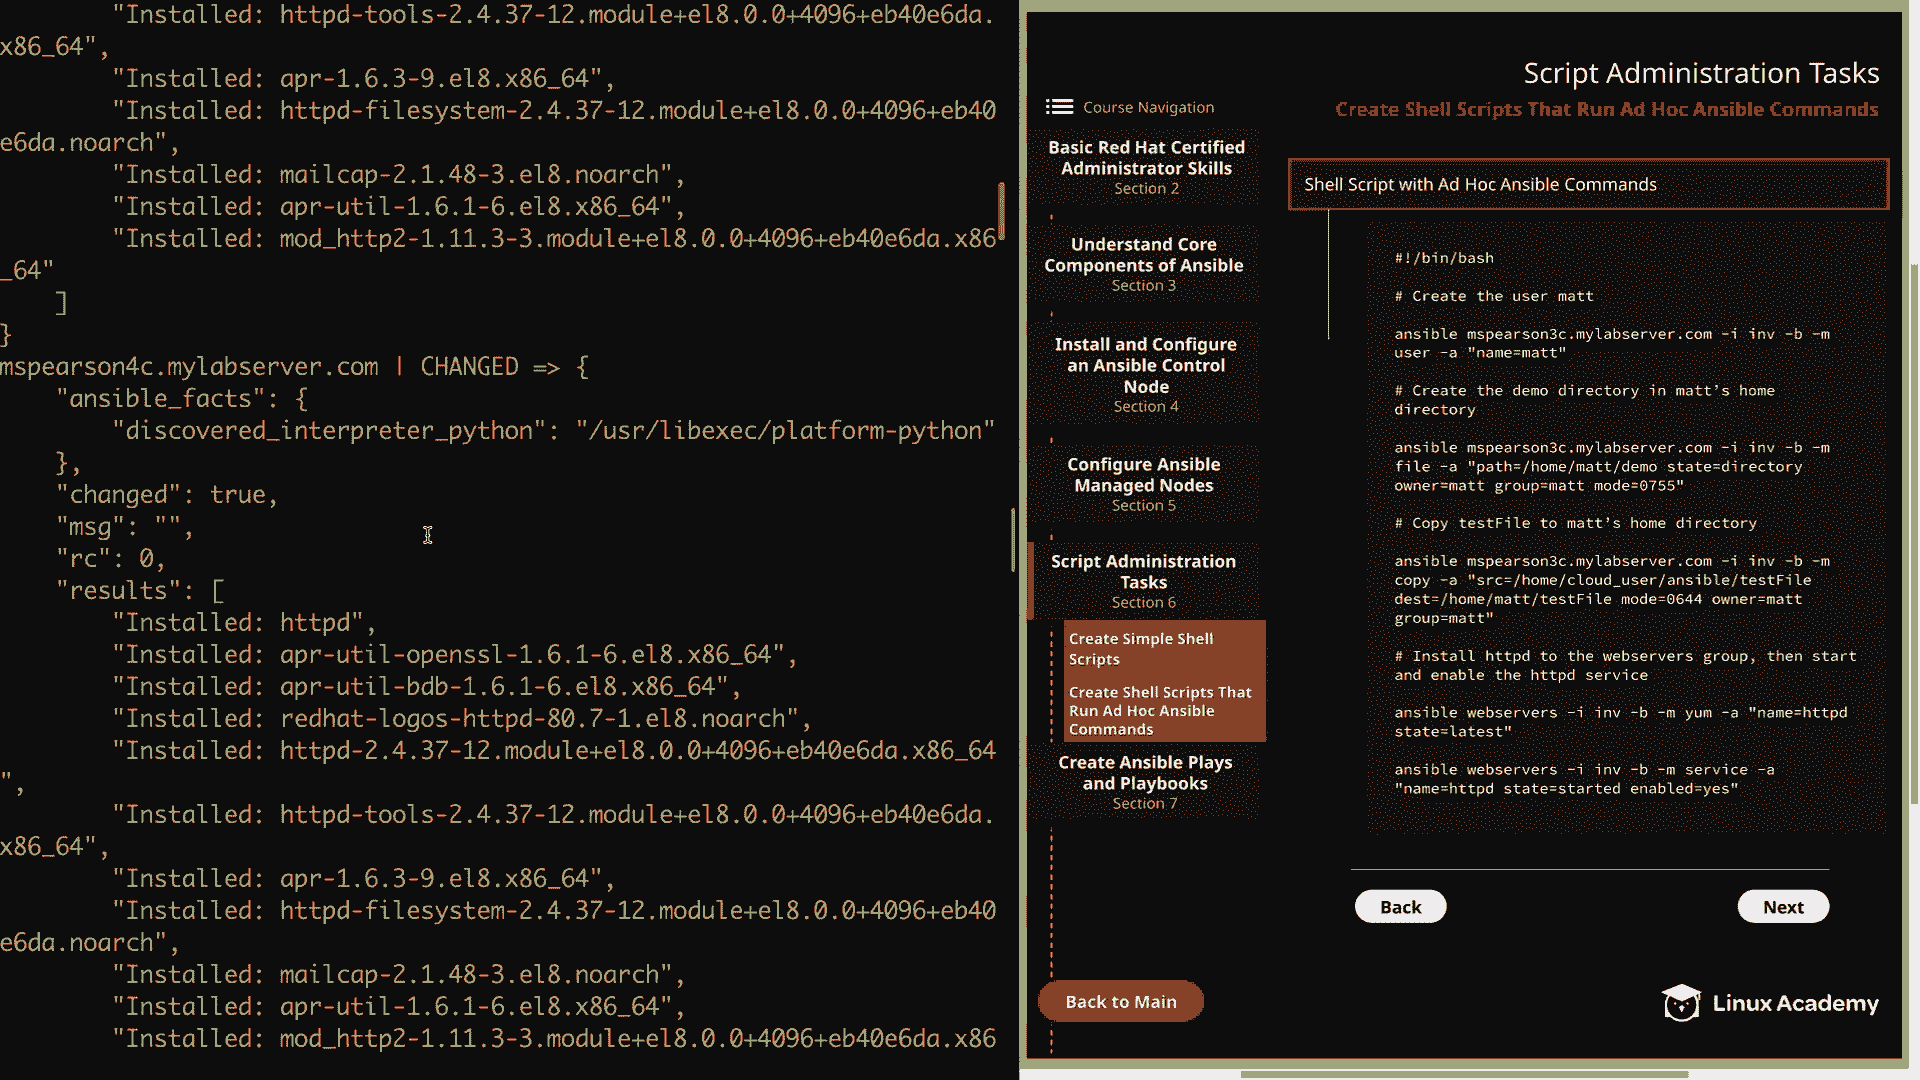 "Installed: httpd-tools-2.4.37-12.module+el8.0.0+4096+eb40e6da.
x86_64",
"Installed: apr-1.6.3-9.el8.x86_64",
"Installed: httpd-filesystem-2.4.37-12.module+el8.0.0+4096+eb40
e6da.noarch",
"Installed: mailcap-2.1.48-3.el8.noarch",
"Installed: apr-util-1.6.1-6.el8.x86_64",
"Installed: mod_http2-1.11.3-3.module+el8.0.0+4096+eb40e6da.x86
_64"
]
}
mspearson4c.mylabserver.com | CHANGED => {
"ansible_facts": {
"discovered_interpreter_python": "/usr/libexec/platform-python"
},
"changed": true,
"msg": "",
"rc": 0,
"results": [
"Installed: httpd",
"Installed: apr-util-openssl-1.6.1-6.el8.x86_64",
"Installed: apr-util-bdb-1.6.1-6.el8.x86_64",
"Installed: redhat-logos-httpd-80.7-1.el8.noarch",
"Installed: httpd-2.4.37-12.module+el8.0.0+4096+eb40e6da.x86_64
",
"Installed: httpd-tools-2.4.37-12.module+el8.0.0+4096+eb40e6da.
x86_64",
"Installed: apr-1.6.3-9.el8.x86_64",
"Installed: httpd-filesystem-2.4.37-12.module+el8.0.0+4096+eb40
e6da.noarch",
"Installed: mailcap-2.1.48-3.el8.noarch",
"Installed: apr-util-1.6.1-6.el8.x86_64",
"Installed: mod_http2-1.11.3-3.module+el8.0.0+4096+eb40e6da.x86
Script Administration Tasks
Create Shell Scripts That Run Ad Hoc Ansible Commands
Course Navigation
Basic Red Hat Certified
Administrator Skills
Section 2
Understand Core
Components of Ansible
Section 3
Install and Configure
an Ansible Control
Node
Section 4
Configure Ansible
Managed Nodes
Section 5
Script Administration
Tasks
Section 6
Create Simple Shell
Scripts
Create Shell Scripts That
Run Ad Hoc Ansible
Commands
Create Ansible Plays
and Playbooks
Section 7
Back to Main
Shell Script with Ad Hoc Ansible Commands
#!/bin/bash
# Create the user matt
ansible mspearson3c.mylabserver.com -i inv -b -m
user -a "name=matt"
# Create the demo directory in matt's home
directory
ansible mspearson3c.mylabserver.com -i inv -b -m
file -a "path=/home/matt/demo state=directory
owner=matt group=matt mode=0755"
# Copy testFile to matt's home directory
ansible mspearson3c.mylabserver.com -i inv -b -m
copy -a "src=/home/cloud_user/ansible/testFile
dest=/home/matt/testFile mode=0644 owner=matt
group=matt"
# Install httpd to the webservers group, then start
and enable the httpd service
ansible webservers -i inv -b -m yum -a "name=httpd
state=latest"
ansible webservers -i inv -b -m service -a
"name=httpd state=started enabled=yes"
Back
Next
Linux Academy